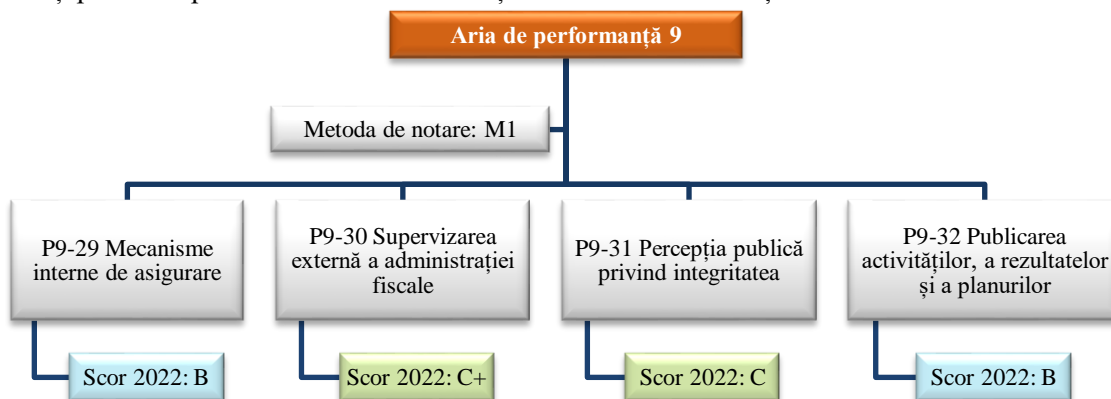 Aria de performanță 9
Metoda de notare: M1
P9-29 Mecanisme
interne de asigurare
P9-30 Supervizarea
externă a administrației
fiscale
P9-31 Percepția publică
privind integritatea
P9-32 Publicarea
activităților, a rezultatelor
și a planurilor
Scor 2022: B
Scor 2022: C+
Scor 2022: C
Scor 2022: B